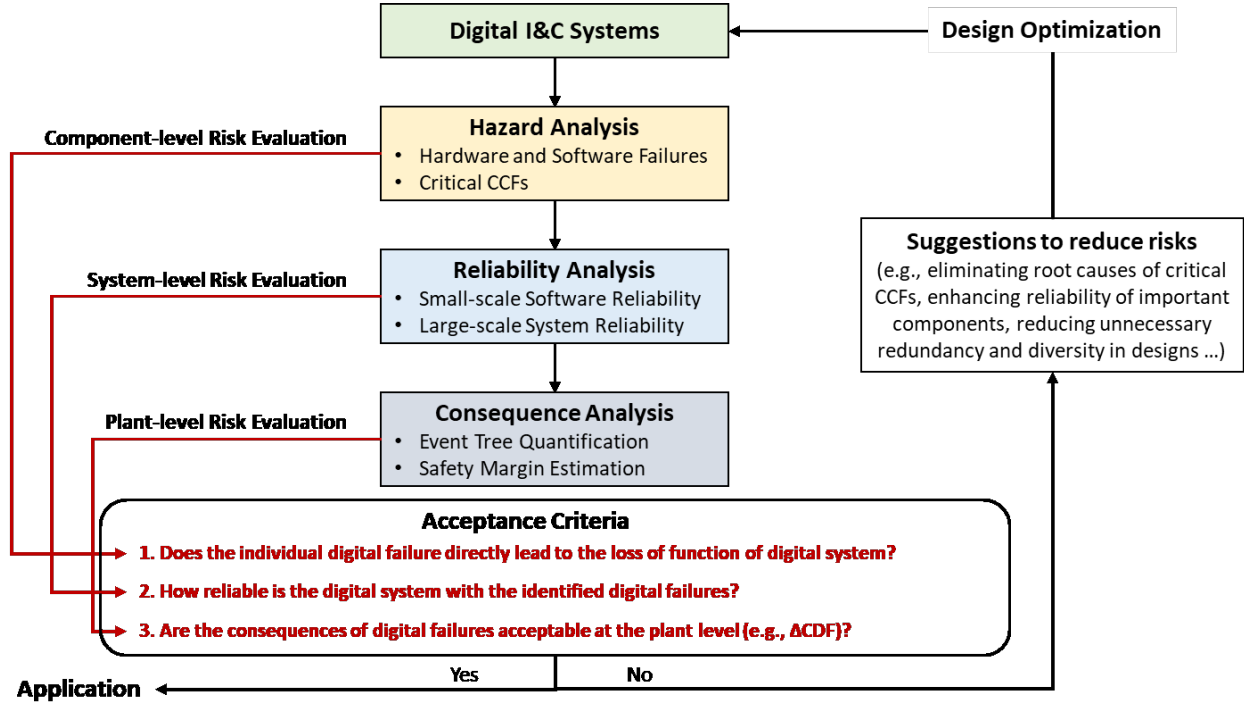 Digital I&C Systems
Design Optimization
Hazard Analysis
• Hardware and Software Failures
• Critical CCFs
Component-level Risk Evaluation
Reliability Analysis
• Small-scale Software Reliability
• Large-scale System Reliability
System-level Risk Evaluation
Suggestions to reduce risks
(e.g., eliminating root causes of critical
CCFs, enhancing reliability of important
components, reducing unnecessary
redundancy and diversity in designs ...)
Consequence Analysis
• Event Tree Quantification
• Safety Margin Estimation
Plant-level Risk Evaluation
Acceptance Criteria
1. Does the individual digital failure directly lead to the loss of function of digital system?
2. How reliable is the digital system with the identified digital failures?
3. Are the consequences of digital failures acceptable at the plant level (e.g., ΔCDF)?
Yes
No
Application